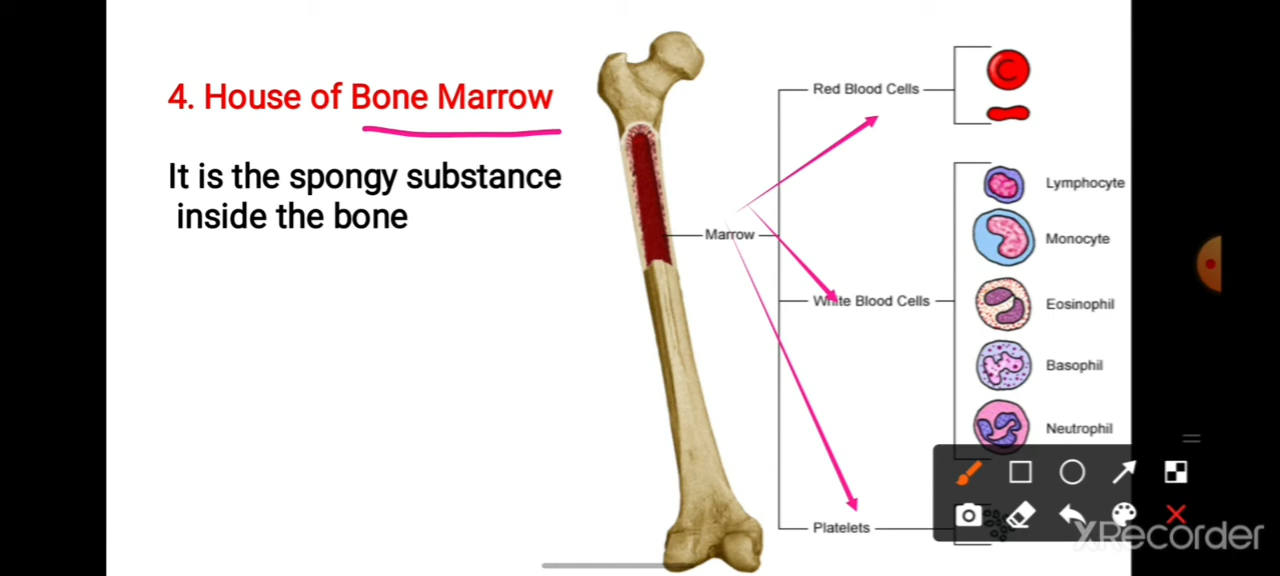 4. House of Bone Marrow
It is the spongy substance
inside the bone
Red Blood Cells
Lymphocyte
Marrow
Monocyte
White Blood Cells
Eosinophil
Basophil
Neutrophil
Platelets
XRecorder